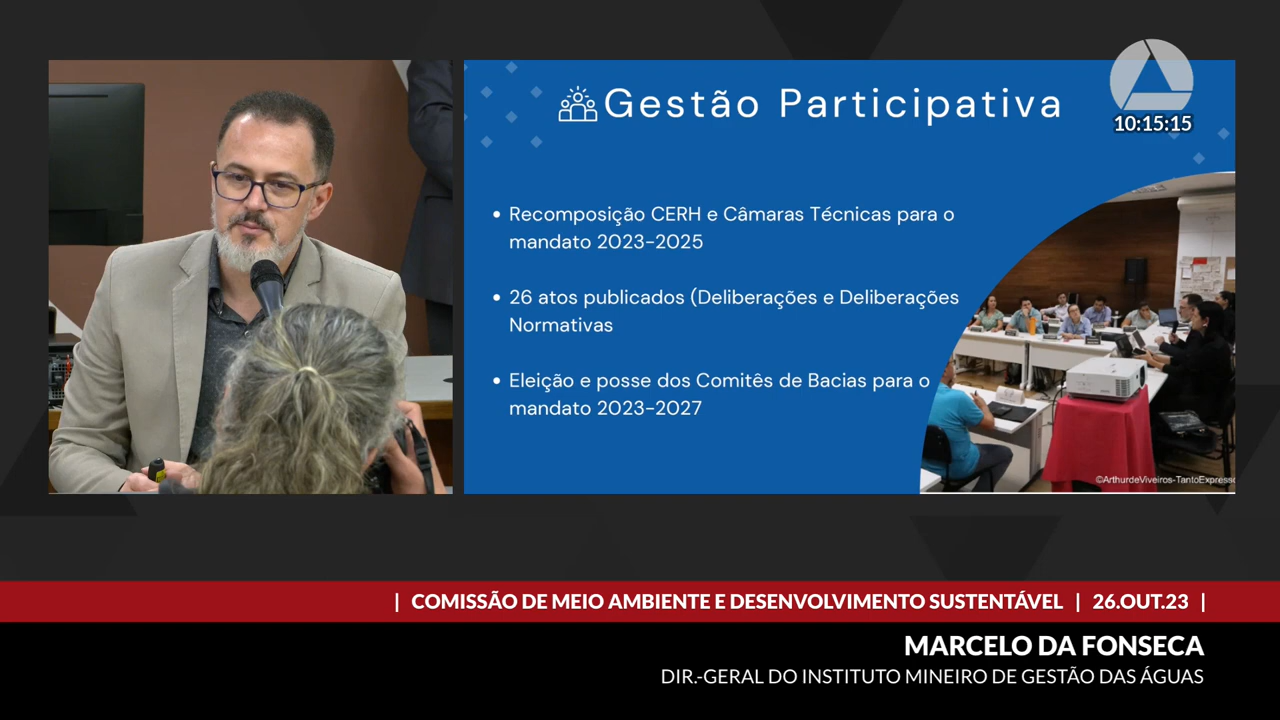 Gestão Participativa
10:15:15
• Recomposição CERH e Câmaras Técnicas para o
mandato 2023-2025
• 26 atos publicados (Deliberações e Deliberações
Normativas
• Eleição e posse dos Comitês de Bacias para o
mandato 2023-2027
©ArthurdeViveiros-TantoExpresso
| COMISSÃO DE MEIO AMBIENTE E DESENVOLVIMENTO SUSTENTÁVEL | 26.OUT.23 |
MARCELO DA FONSECA
DIR.-GERAL DO INSTITUTO MINEIRO DE GESTÃO DAS ÁGUAS